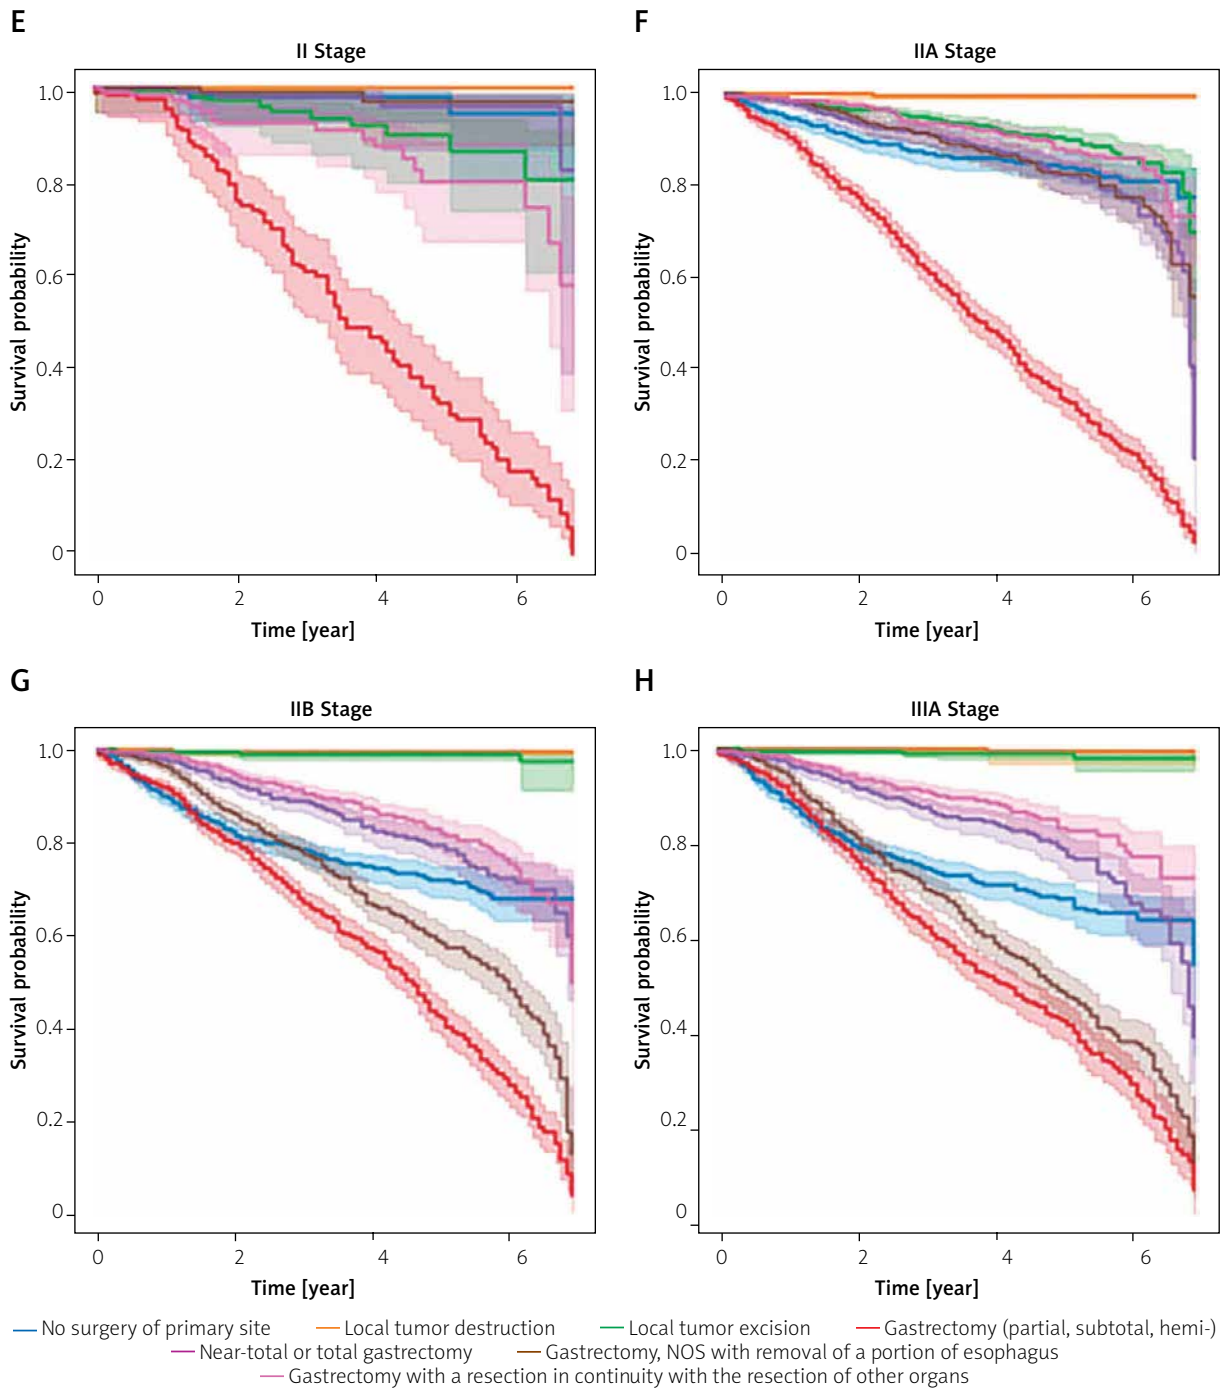 E
II Stage
Survival probability
1.0
0.8
0.6
0.4
0.2
0
0 2 4 6
Time [year]
F
IIA Stage
Survival probability
1.0
0.8
0.6
0.4
0.2
0
0 2 4 6
Time [year]
G
IIB Stage
Survival probability
1.0
0.8
0.6
0.4
0.2
0
0 2 4 6
Time [year]
H
IIIA Stage
Survival probability
1.0
0.8
0.6
0.4
0.2
0
0 2 4 6
Time [year]
No surgery of primary site Local tumor destruction Local tumor excision Gastrectomy (partial, subtotal, hemi-)
Near-total or total gastrectomy Gastrectomy, NOS with removal of a portion of esophagus
Gastrectomy with a resection in continuity with the resection of other organs